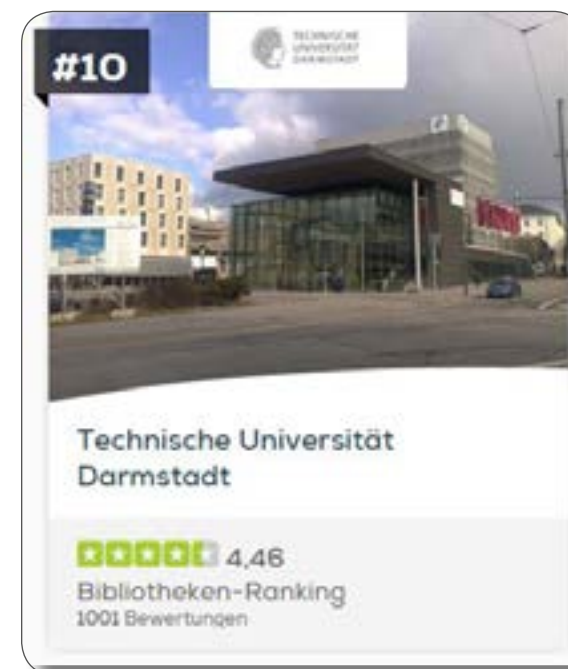 #10
TECHNISCHE
UNIVERSITÄT
DARMSTADT
Technische Universität
Darmstadt
4,46
Bibliotheken-Ranking
1001 Bewertungen